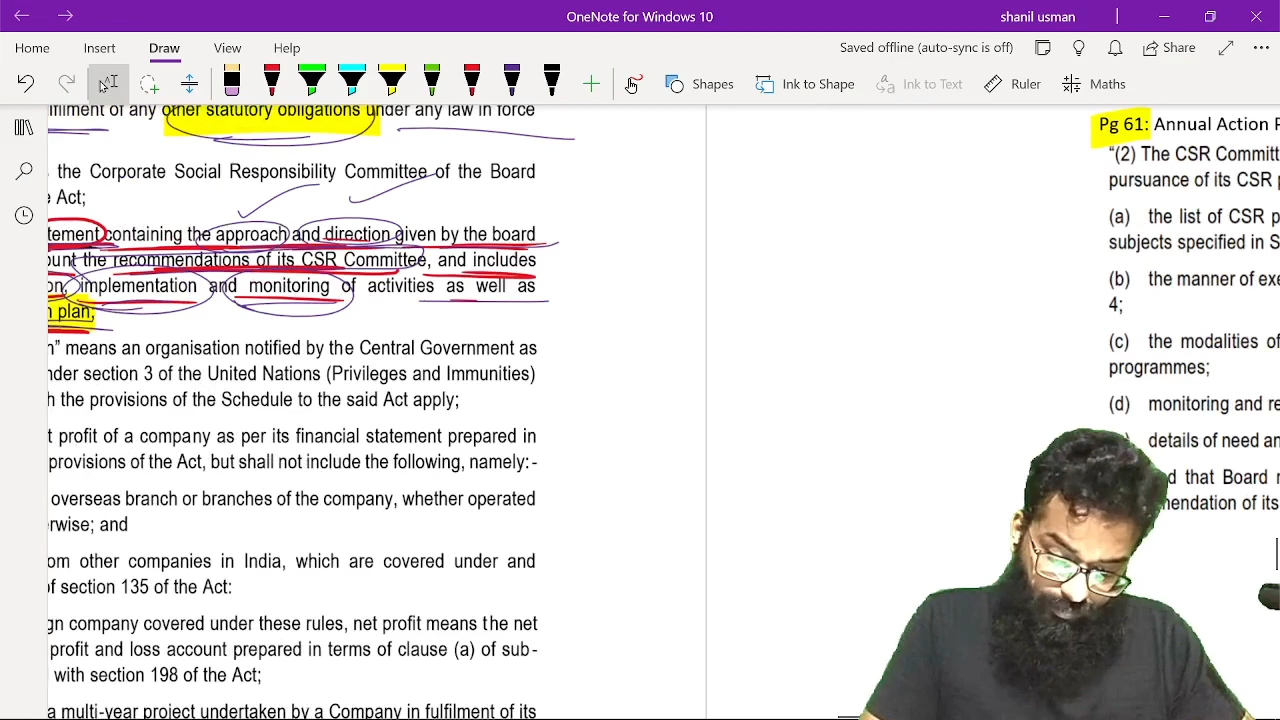 OneNote for Windows 10
shanil usman
Home Insert Draw View Help
Saved offline (auto-sync is off)
Share
Shapes
Ink to Shape
Ink to Text
Ruler
Maths
filment of any other statutory obligations under any law in force
the Corporate Social Responsibility Committee of the Board
Act;
tement containing the approach and direction given by the board
the recommendations of its CSR Committee, and includes
on, implementation and monitoring of activities as well as
plan,
n" means an organisation notified by the Central Government as
nder section 3 of the United Nations (Privileges and Immunities)
h the provisions of the Schedule to the said Act apply;
t profit of a company as per its financial statement prepared in
provisions of the Act, but shall not include the following, namely:-
overseas branch or branches of the company, whether operated
rwise; and
om other companies in India, which are covered under and
of section 135 of the Act:
gn company covered under these rules, net profit means the net
profit and loss account prepared in terms of clause (a) of sub-
with section 198 of the Act;
a multi-year project undertaken by a Company in fulfilment of its
Pg 61: Annual Action P
"(2) The CSR Committ
pursuance of its CSR p
(a) the list of CSR p
subjects specified in S
(b) the manner of exe
4;
(c) the modalities of
programmes;
(d) monitoring and re
details of need an
d that Board
endation of its